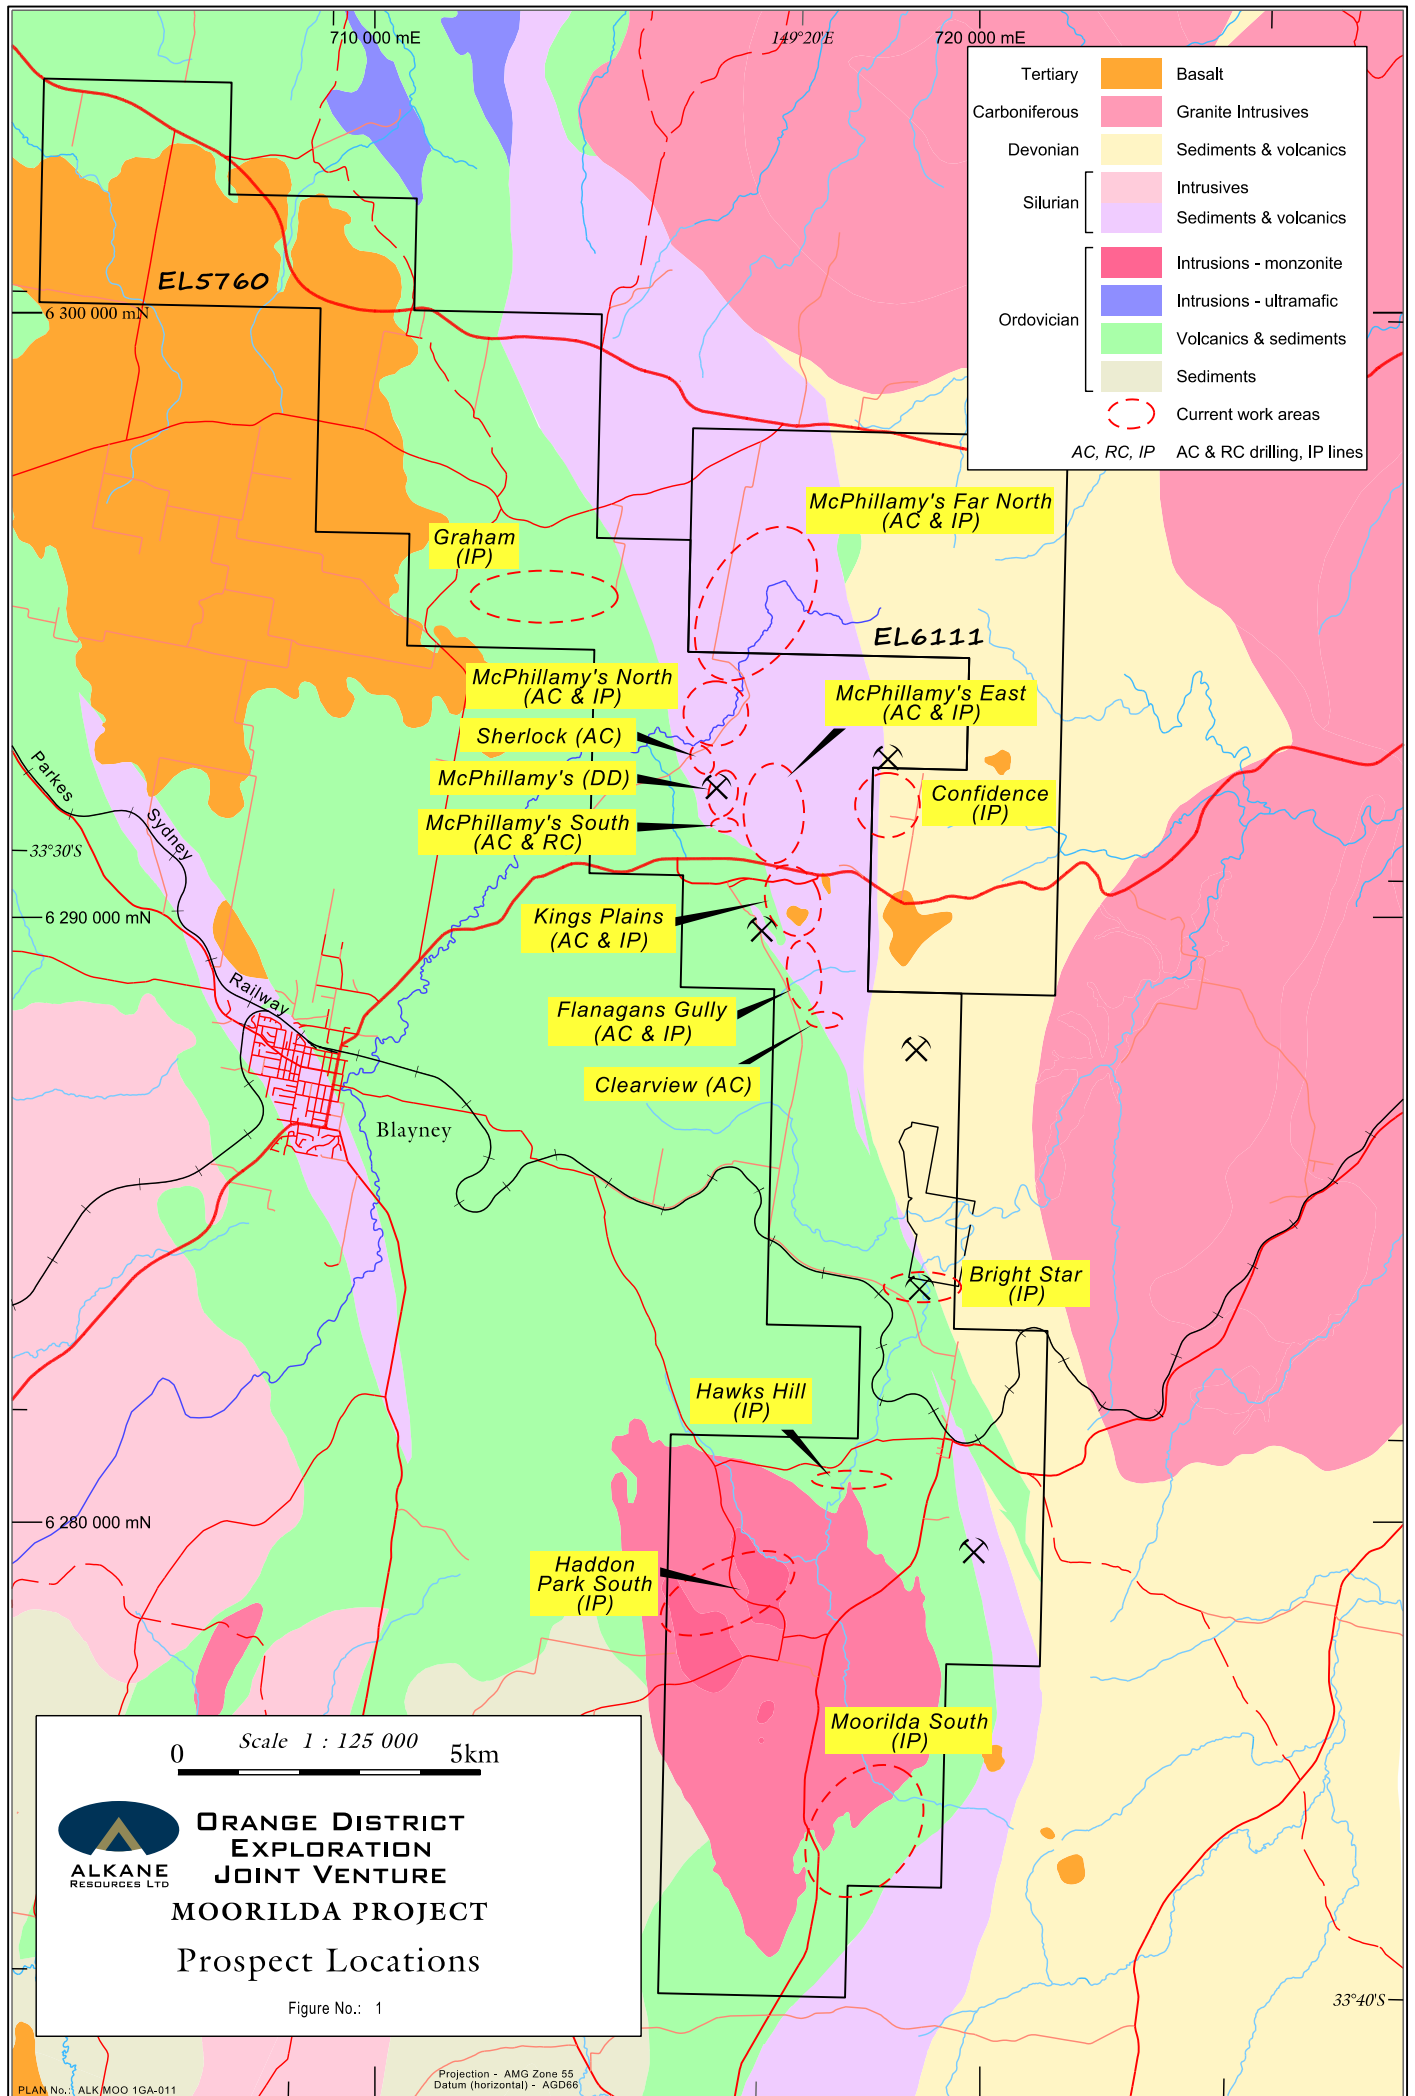 710 000 mE
149°20'E
720 000 mE
Tertiary
Basalt
Carboniferous
Granite Intrusives
Devonian
Sediments & volcanics
Silurian
Intrusives
Sediments & volcanics
Ordovician
Intrusions - monzonite
Intrusions - ultramafic
Volcanics & sediments
Sediments
Current work areas
AC, RC, IP
AC & RC drilling, IP lines
EL5760
6 300 000 mN
McPhillamy's Far North
(AC & IP)
Graham
(IP)
EL6111
McPhillamy's North
(AC & IP)
McPhillamy's East
(AC & IP)
Sherlock (AC)
McPhillamy's (DD)
McPhillamy's South
(AC & RC)
Confidence
(IP)
Parkes
Sydney
Railway
33°30'S
6 290 000 mN
Kings Plains
(AC & IP)
Flanagans Gully
(AC & IP)
Clearview (AC)
Blayney
Bright Star
(IP)
Hawks Hill
(IP)
6 280 000 mN
Haddon
Park South
(IP)
Moorilda South
(IP)
Scale 1 : 125 000
0
5km
ALKANE
RESOURCES LTD
ORANGE DISTRICT
EXPLORATION
JOINT VENTURE
MOORILDA PROJECT
Prospect Locations
Figure No.: 1
33°40'S
Projection - AMG Zone 55
Datum (horizontal) - AGD66
PLAN No.: ALK MOO 1GA-011